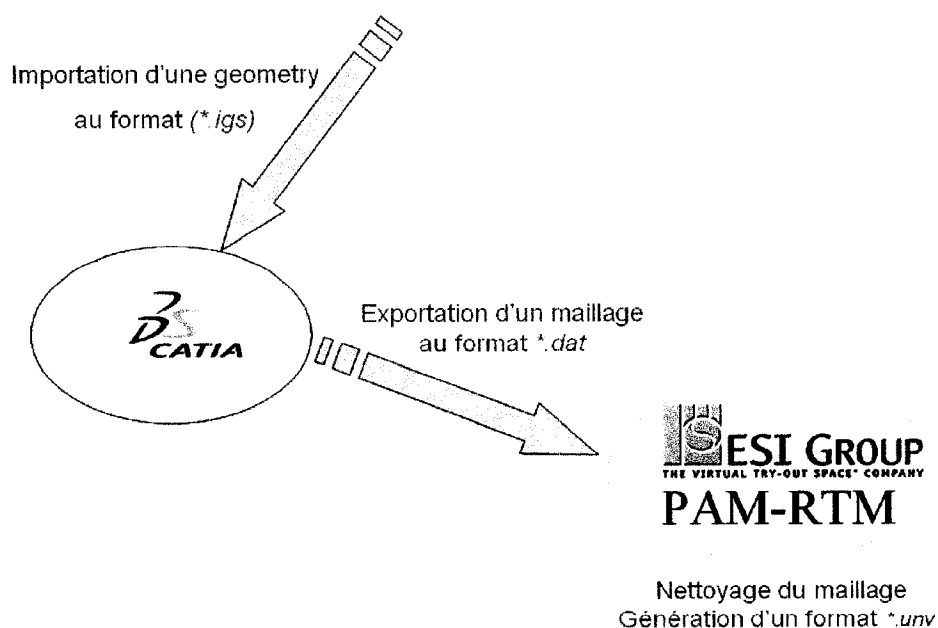 Importation d'une geometry
au format (*.igs)
DS
CATIA
Exportation d'un maillage
au format *.dat
ESI GROUP
THE VIRTUAL TRY-OUT SPACE® COMPANY
PAM-RTM
Nettoyage du maillage
Génération d'un format *.unv